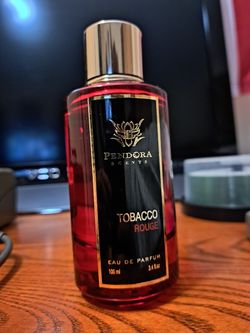 PENDORA
SCENTS
TOBACCO
ROUGE
EAU DE PARFUM
100 ml 3.4 fl.oz